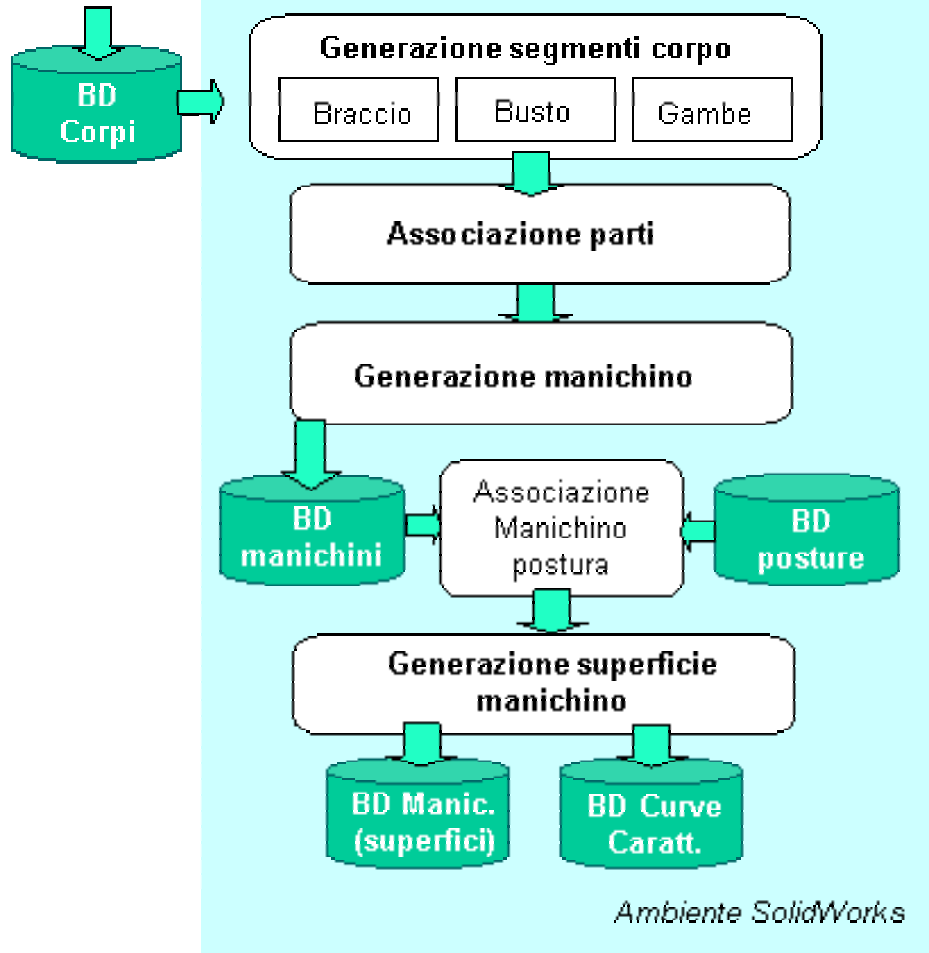 Generazione segmenti corpo
BD
Corpi
Braccio
Busto
Gambe
Associazione parti
Generazione manichino
BD
manichini
Associazione
Manichino
postura
BD
posture
Generazione superficie
manichino
BD Manic.
(superfici)
BD Curve
Caratt.
Ambiente SolidWorks